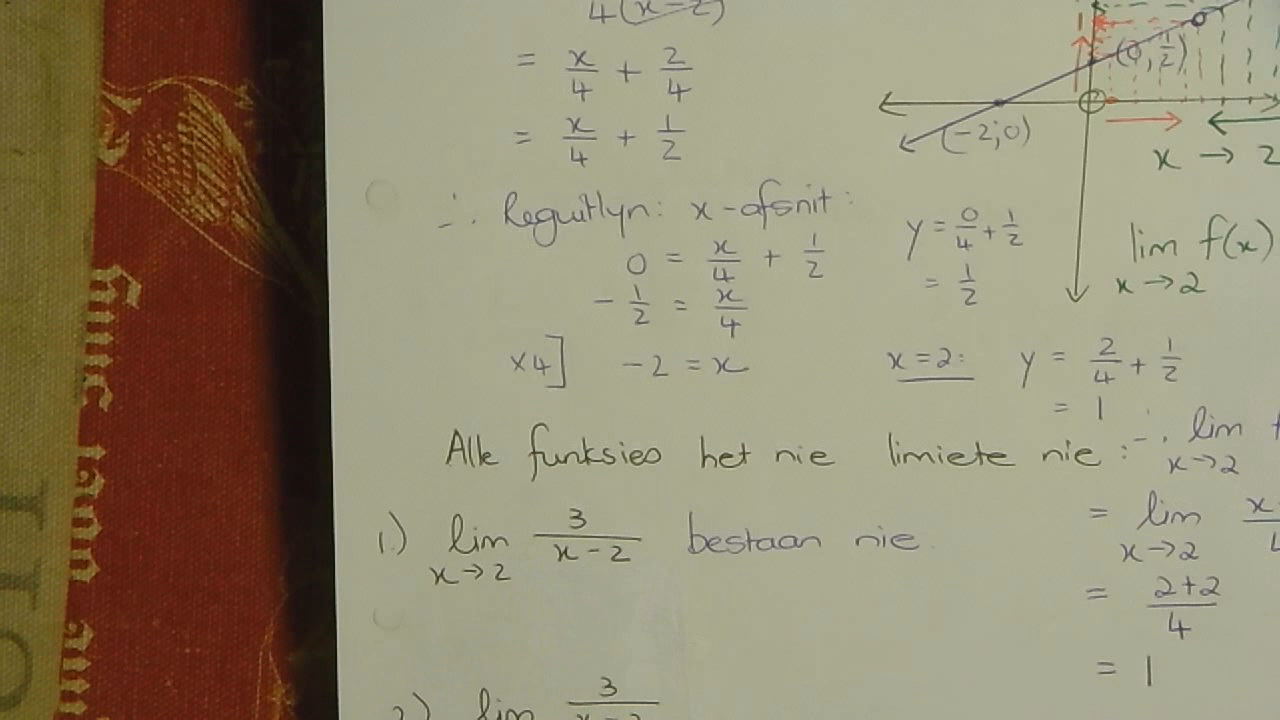 4(x-2)
= x/4 + 2/4
= x/4 + 1/2
∴ Reguitlyn: x-afsnit:
0 = x/4 + 1/2
-1/2 = x/4
×4] -2 = x
(0; 1/2)
(-2;0)
x → 2
y = 0/4 + 1/2
= 1/2
lim f(x)
x→2
x=2: y = 2/4 + 1/2
= 1
Alle funksies het nie limiete nie:
∴ lim f
x→2
= lim x
x→2 4
= 2+2
4
= 1
1.) lim 3/(x-2) bestaan nie.
x→2
2) lim 3/(x-2)